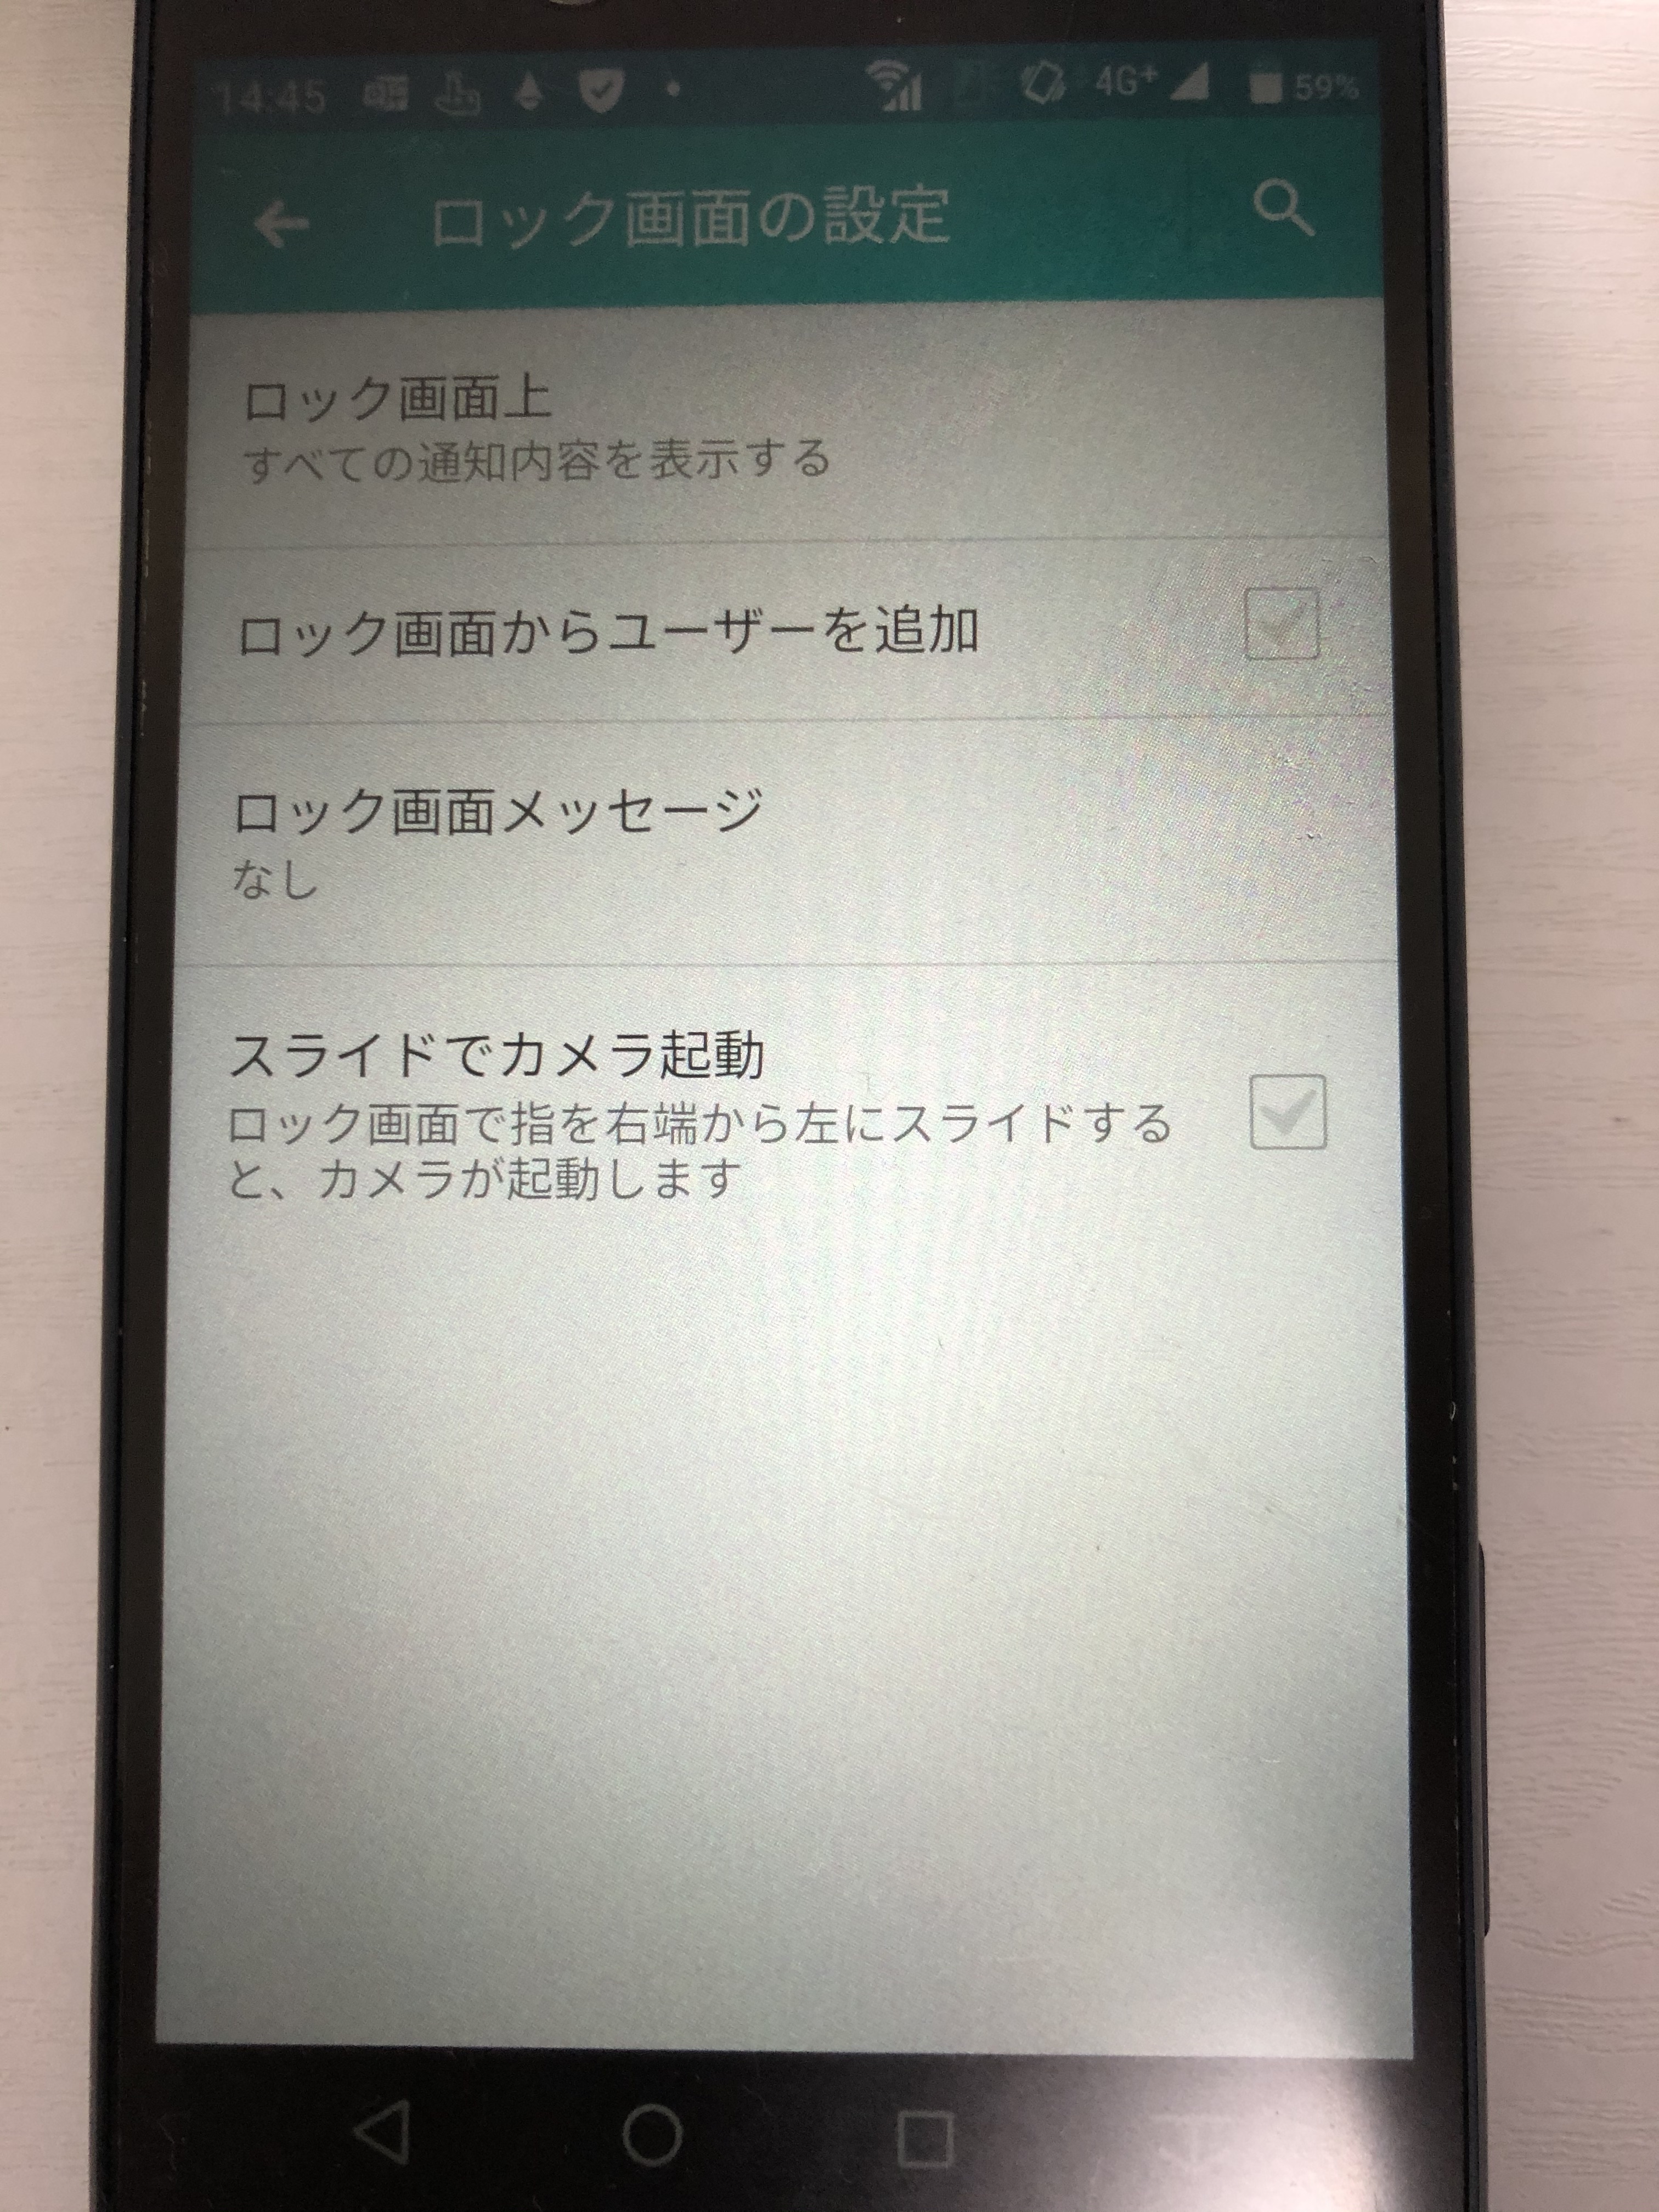 14:45 4G+ 59%
ロック画面の設定
ロック画面上
すべての通知内容を表示する
ロック画面からユーザーを追加
ロック画面メッセージ
なし
スライドでカメラ起動
ロック画面で指を右端から左にスライドする
と、カメラが起動します